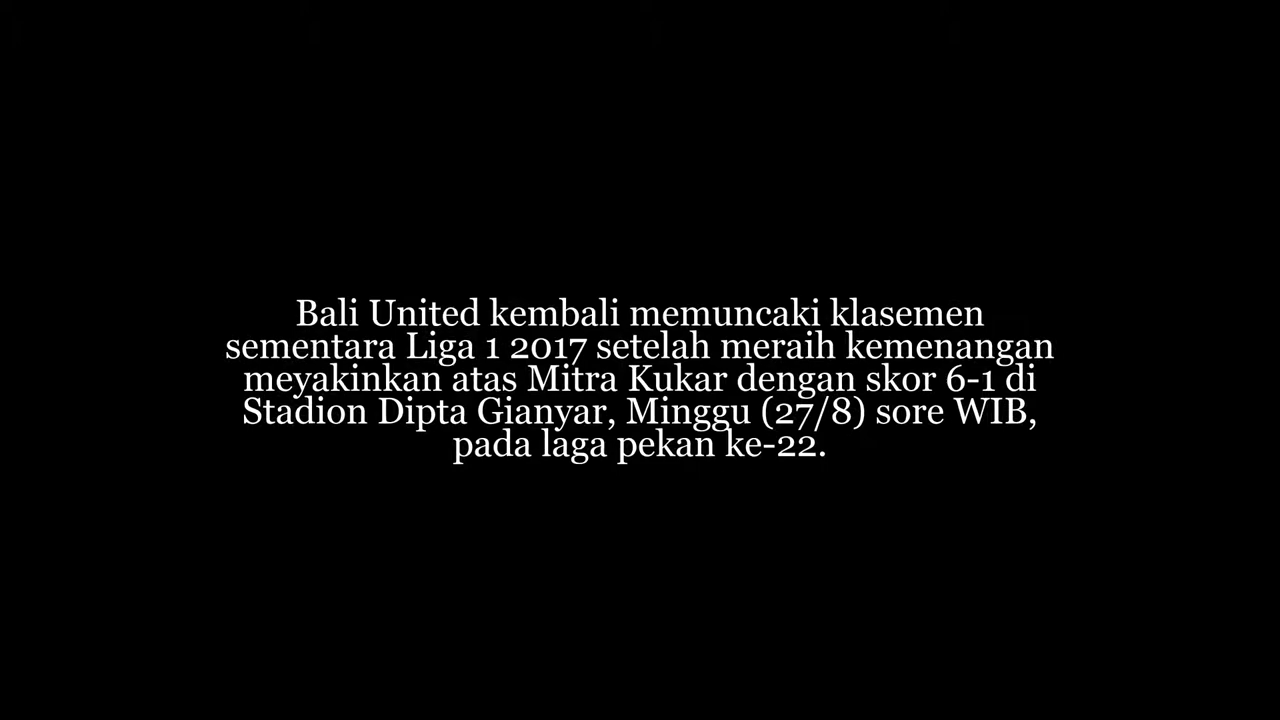 Bali United kembali memuncaki klasemen
sementara Liga 1 2017 setelah meraih kemenangan
meyakinkan atas Mitra Kukar dengan skor 6-1 di
Stadion Dipta Gianyar, Minggu (27/8) sore WIB,
pada laga pekan ke-22.